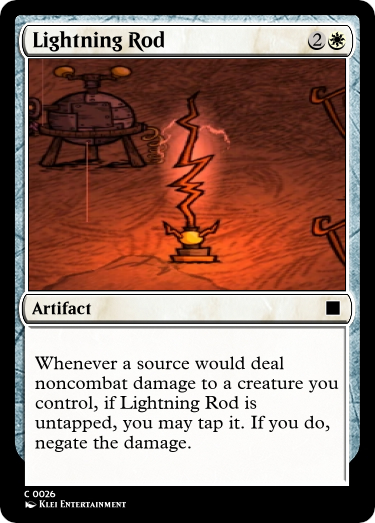 Lightning Rod 2
Artifact
Whenever a source would deal
noncombat damage to a creature you
control, if Lightning Rod is
untapped, you may tap it. If you do,
negate the damage.
C 0026
Klei Entertainment